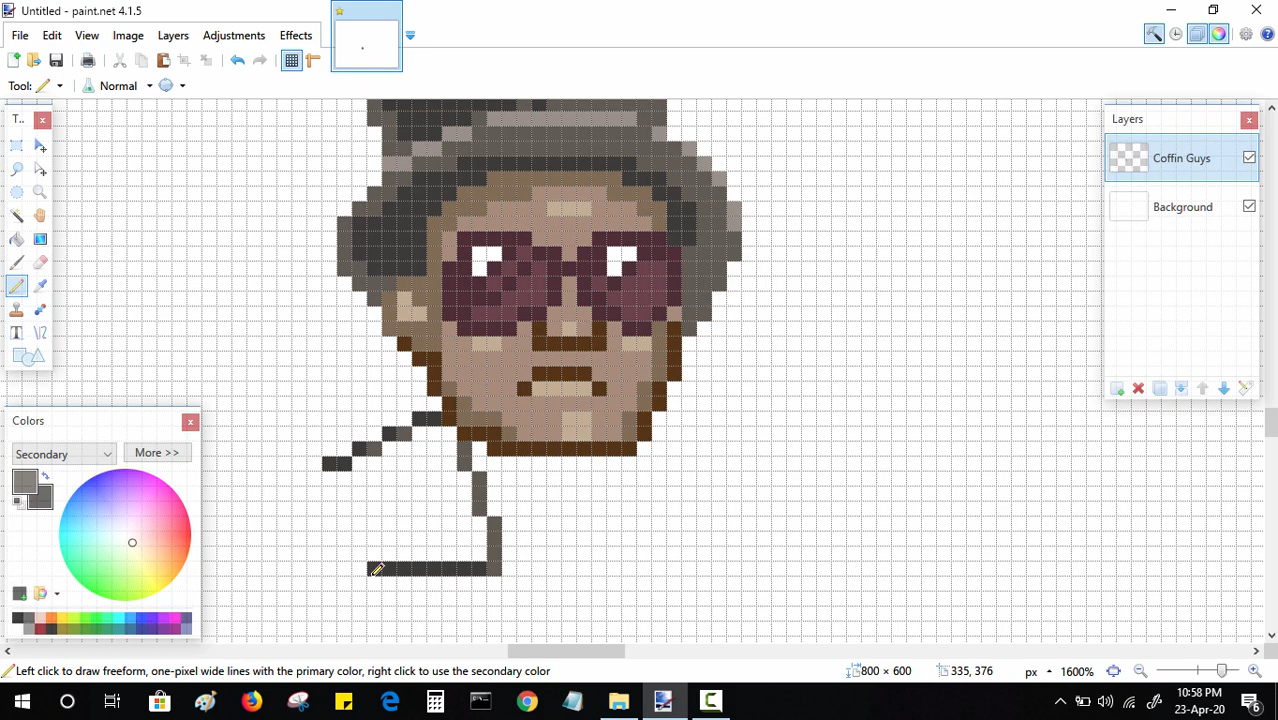 Untitled - paint.net 4.1.5
File Edit View Image Layers Adjustments Effects
Tool: Normal
T..
Layers
Coffin Guys
Background
Colors
Secondary More >>
Left click to draw freeform, one-pixel wide lines with the primary color, right click to use the secondary color 800 × 600 335, 376 px 1600%
10:58 PM
23-Apr-20
6